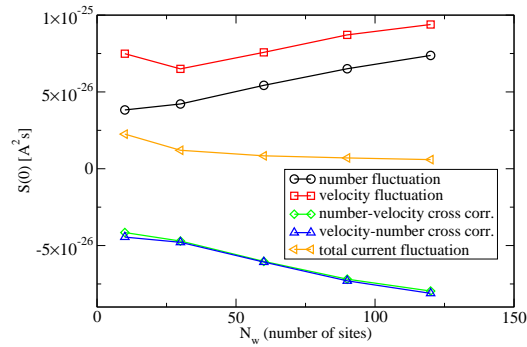 1×10⁻²⁵
5×10⁻²⁶
0
-5×10⁻²⁶
S(0) [A²s]
number fluctuation
velocity fluctuation
number-velocity cross corr.
velocity-number cross corr.
total current fluctuation
0 50 100 150
N_w (number of sites)